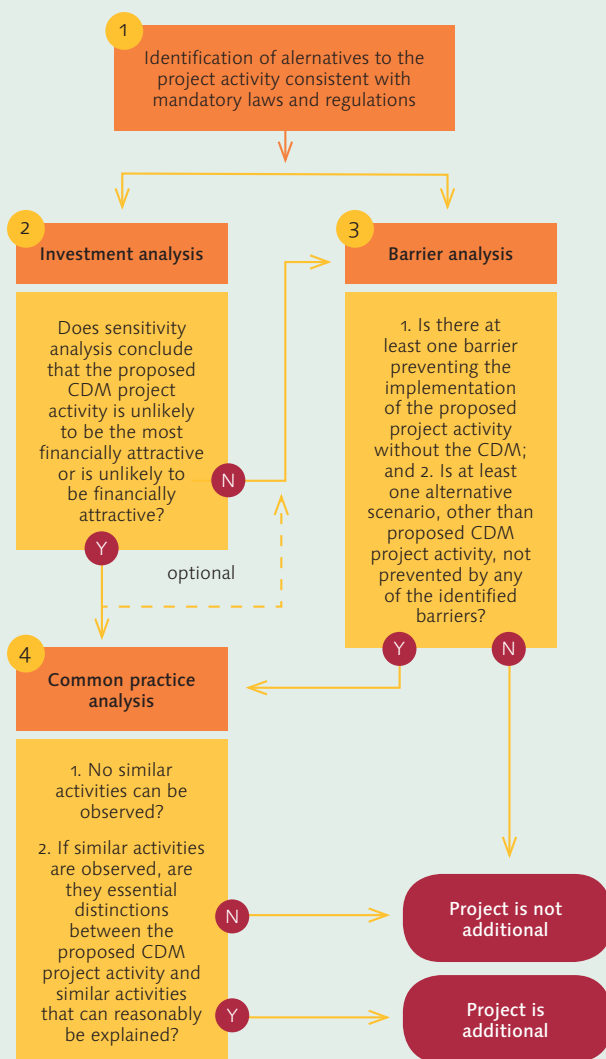 1
Identification of alernatives to the
project activity consistent with
mandatory laws and regulations
2
Investment analysis
Does sensitivity
analysis conclude
that the proposed
CDM project
activity is unlikely
to be the most
financially attractive
or is unlikely to
be financially
attractive?
N
Y
optional
3
Barrier analysis
1. Is there at
least one barrier
preventing the
implementation
of the proposed
project activity
without the CDM;
and 2. Is at least
one alternative
scenario, other than
proposed CDM
project activity, not
prevented by any
of the identified
barriers?
Y
N
4
Common practice
analysis
1. No similar
activities can be
observed?
2. If similar activities
are observed, are
they essential
distinctions
between the
proposed CDM
project activity and
similar activities
that can reasonably
be explained?
N
Project is not
additional
Y
Project is
additional